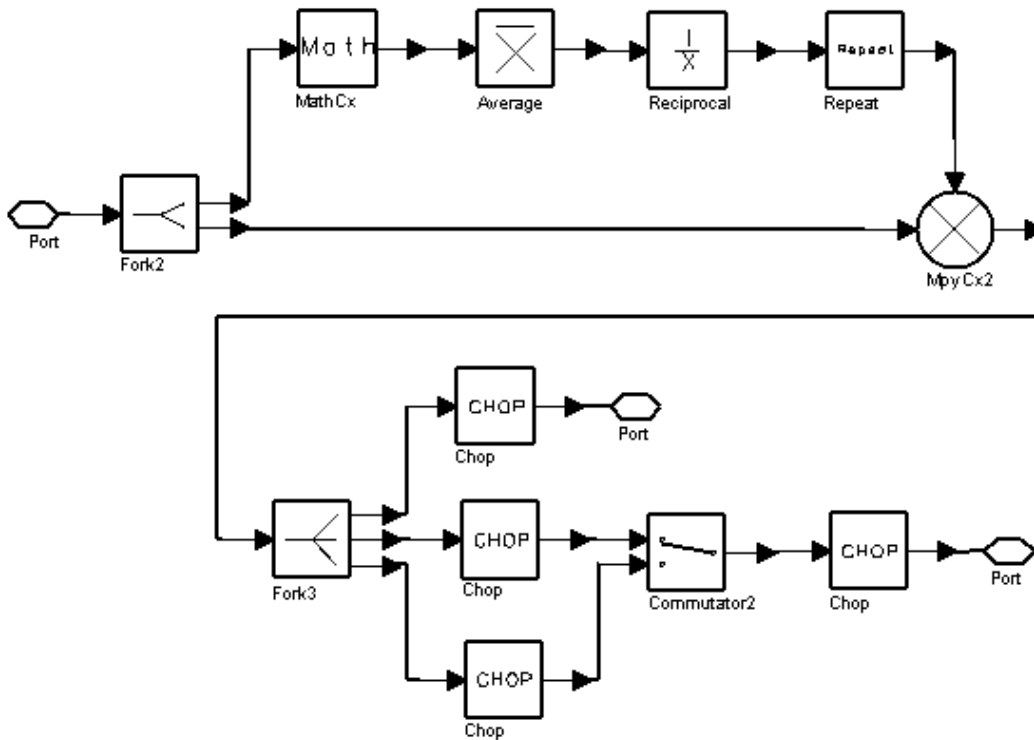 Math
MathCx
X
Average
1
X
Reciprocal
Repeat
Repeat
Port
Fork2
MpyCx2
CHOP
Chop
Port
Fork3
CHOP
Chop
Commutator2
CHOP
Chop
Port
CHOP
Chop